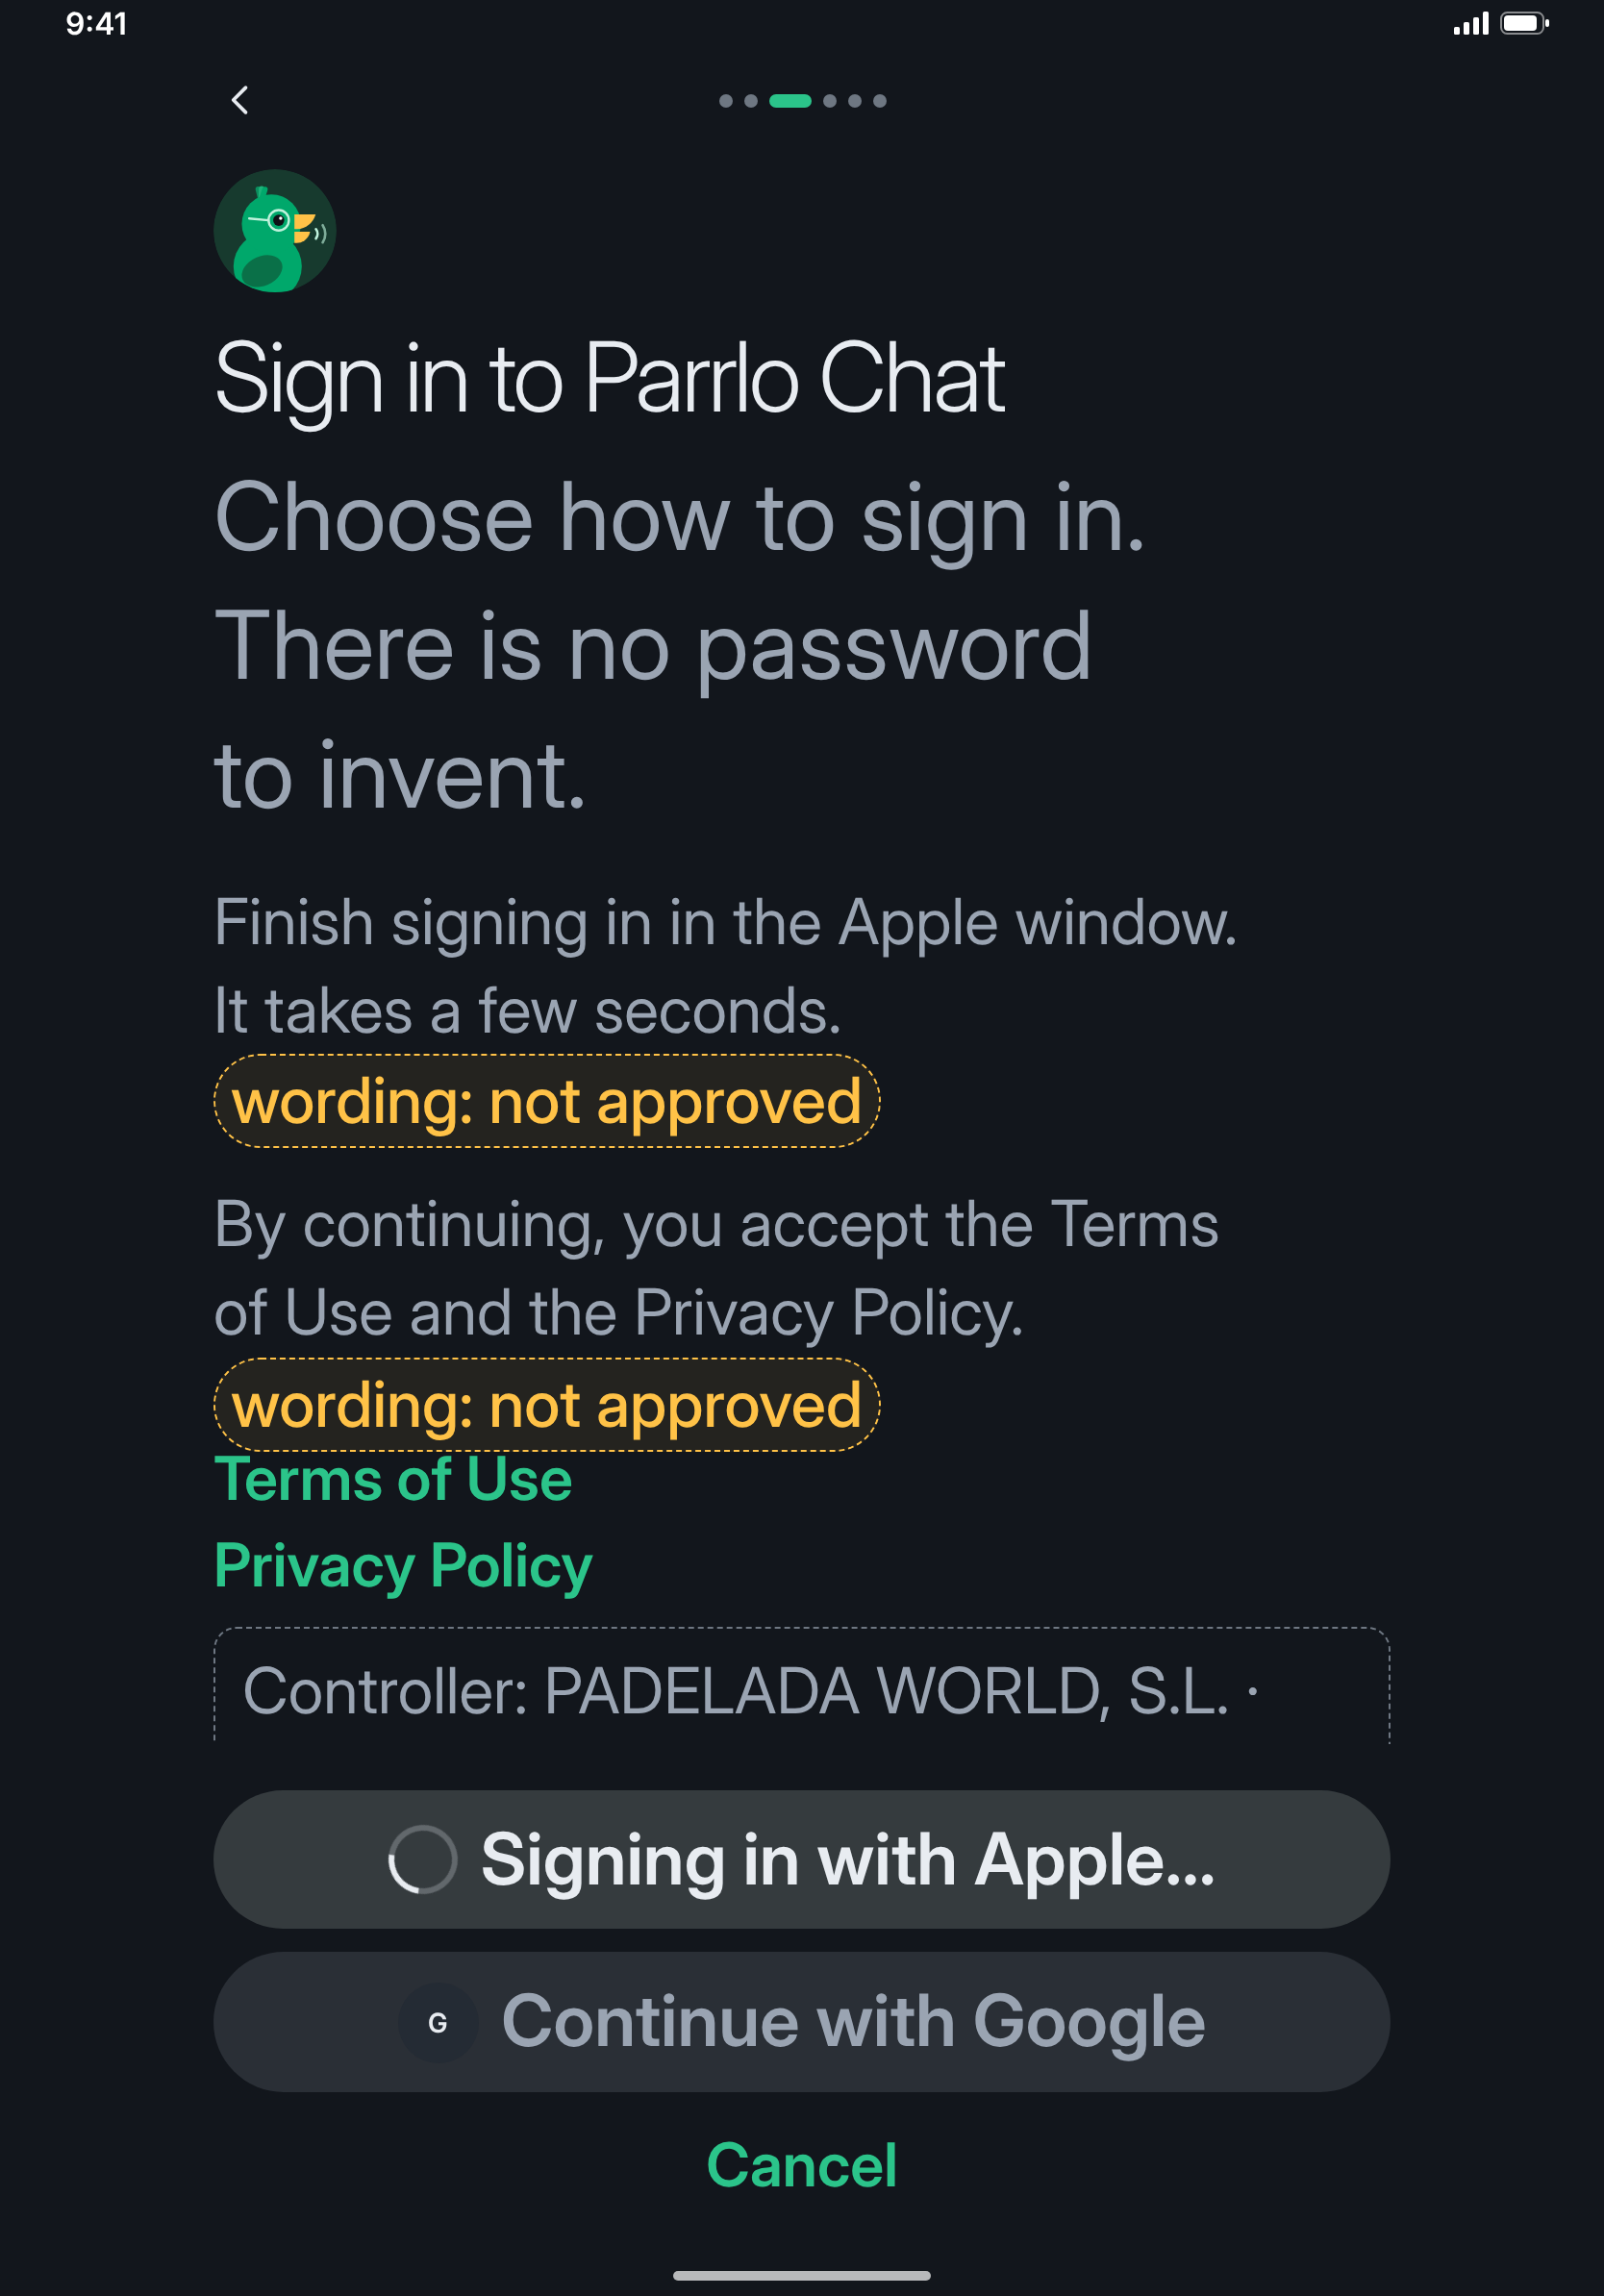 9:41
Sign in to Parrlo Chat
Choose how to sign in.
There is no password
to invent.
Finish signing in in the Apple window.
It takes a few seconds.
wording: not approved
By continuing, you accept the Terms
of Use and the Privacy Policy.
wording: not approved
Terms of Use
Privacy Policy
Controller: PADELADA WORLD, S.L. ·
Signing in with Apple…
G Continue with Google
Cancel